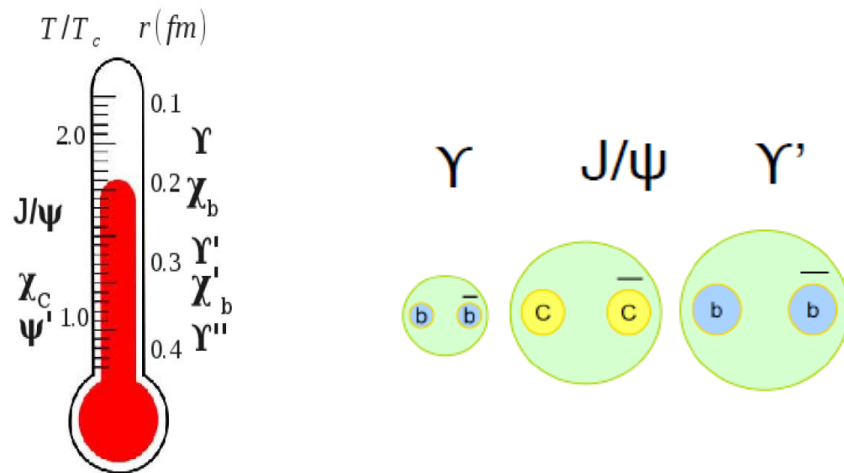 T/T_c r(fm)
0.1
2.0 ϒ
0.2 χ_b
J/ψ
ϒ'
0.3
χ_c χ'_b
ψ' 1.0 ϒ''
0.4
ϒ J/ψ ϒ’
b b̅
C C̅
b b̅